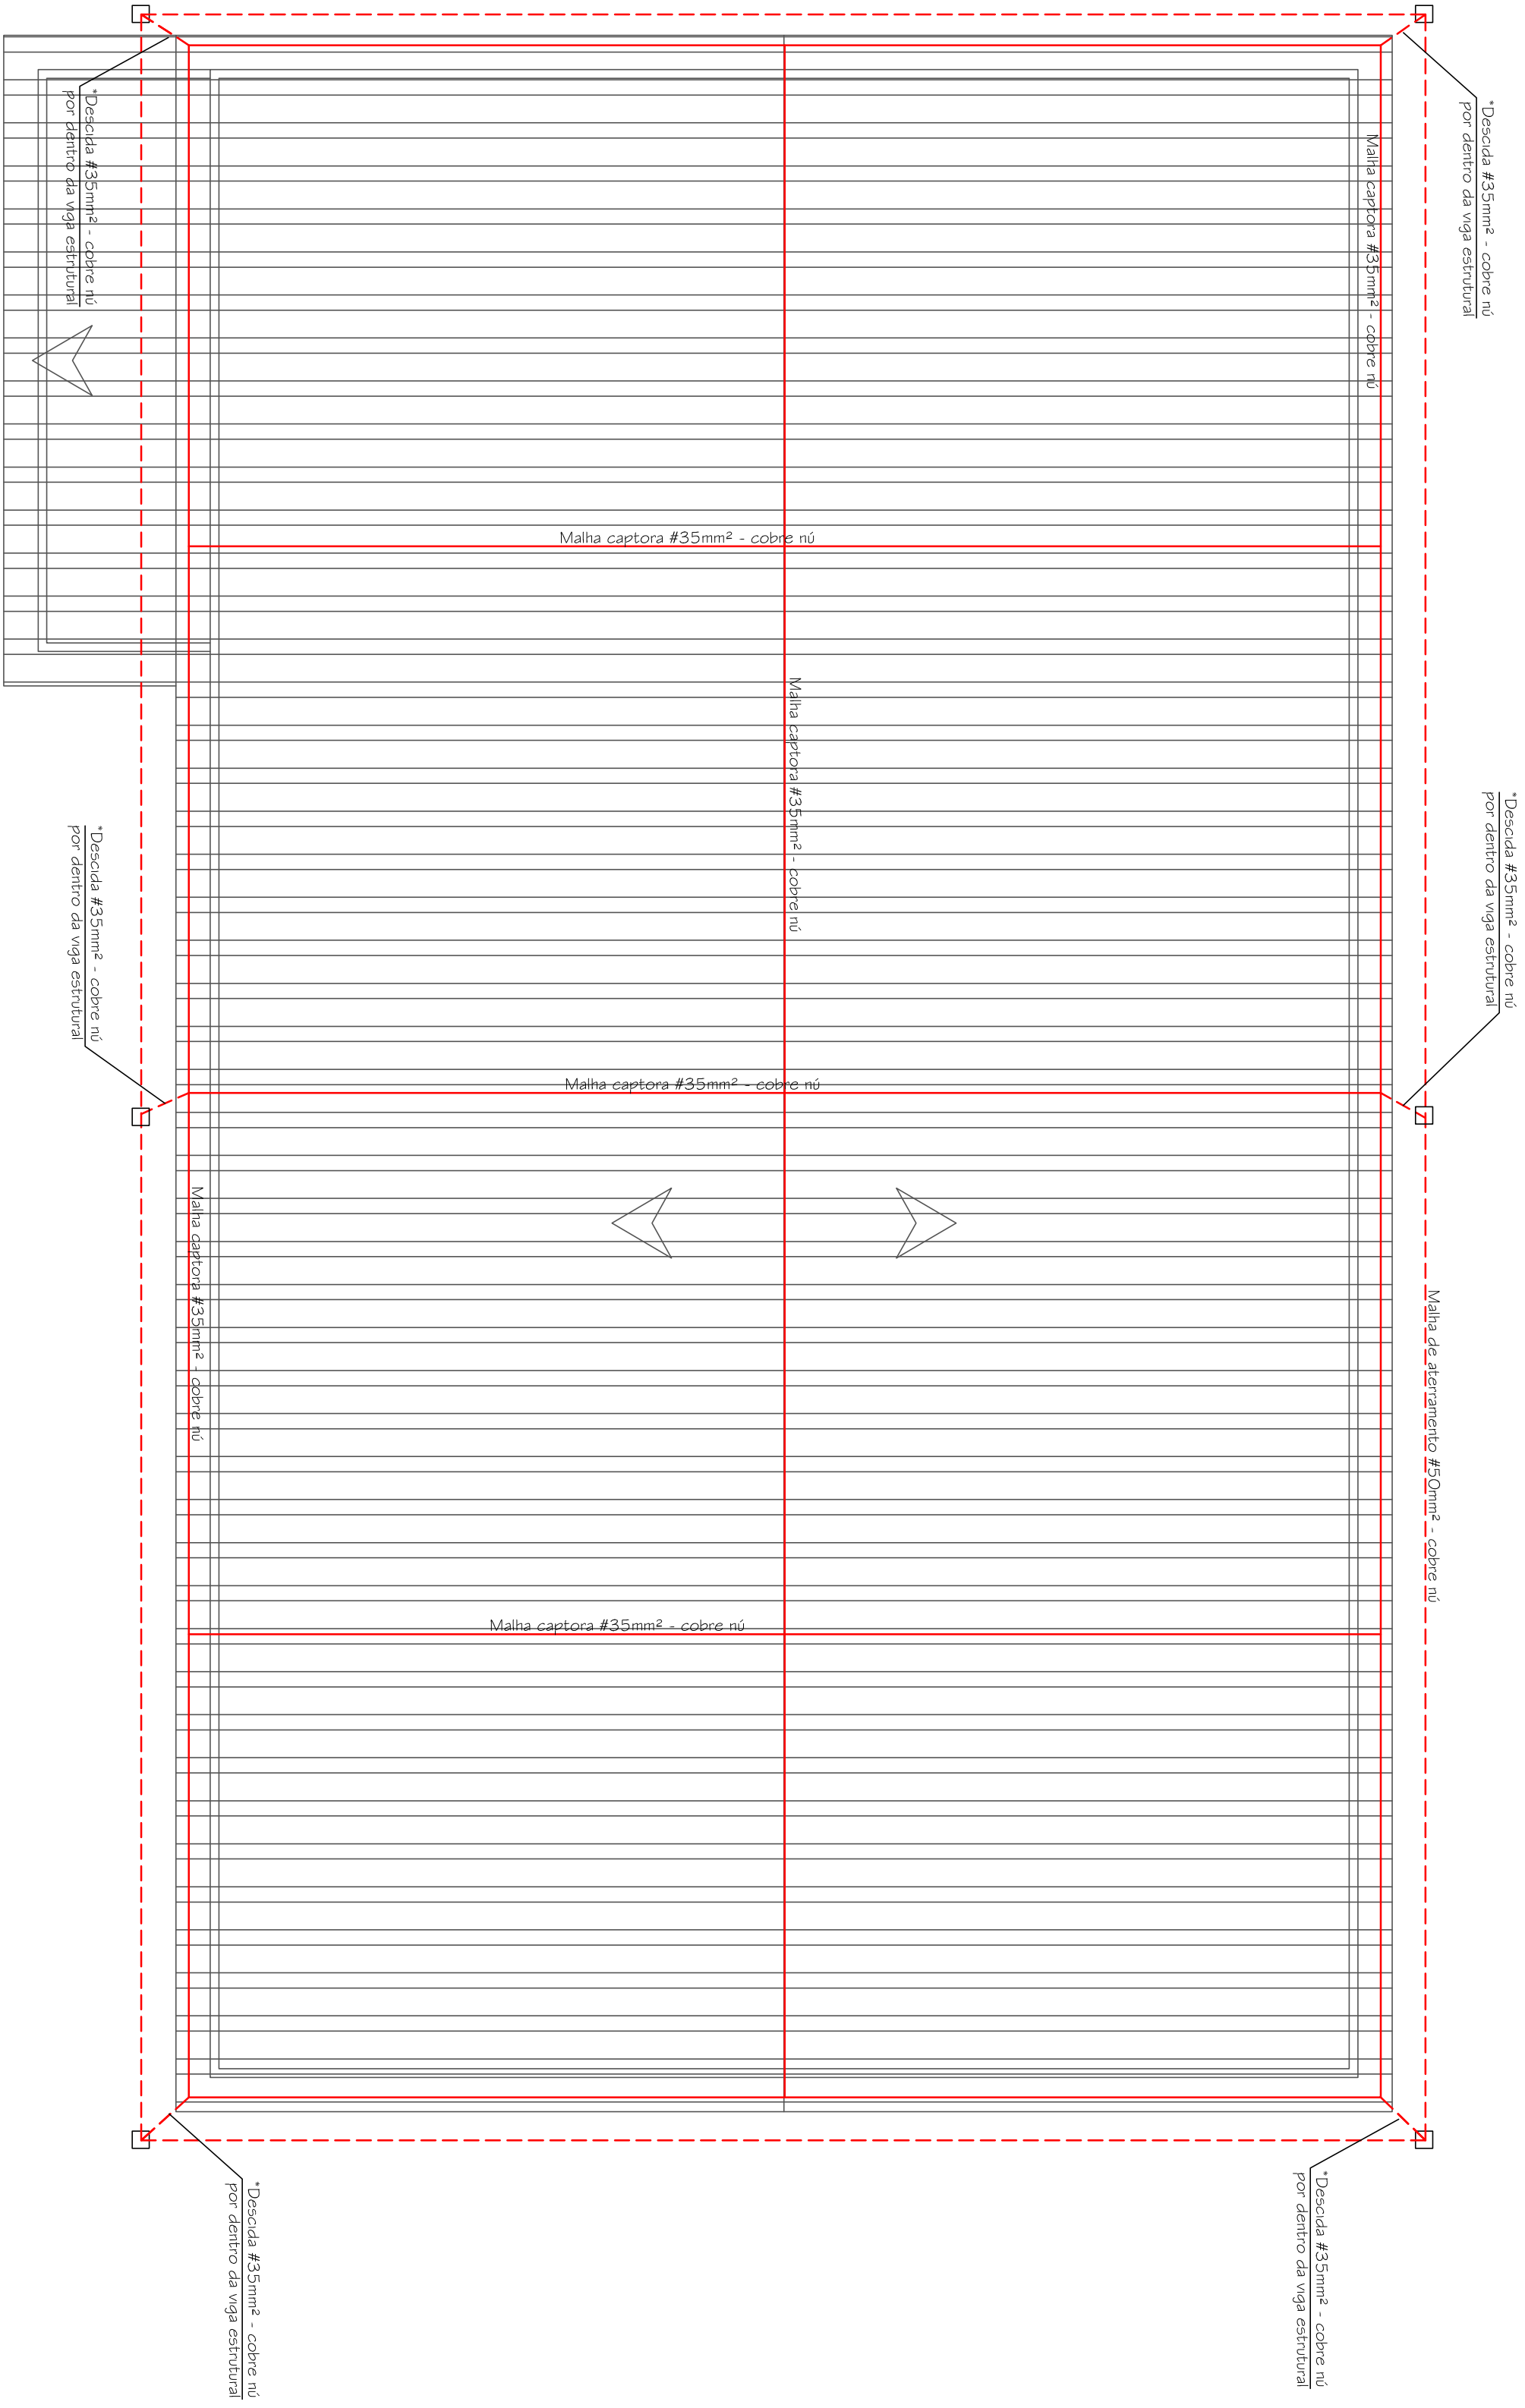 *Descida #35mm² - cobre nú
por dentro da viga estrutural
*Descida #35mm² - cobre nú
por dentro da viga estrutural
Malha captora #35mm² - cobre nú
Malha captora #35mm² - cobre nú
Malha captora #35mm² - cobre nú
*Descida #35mm² - cobre nú
por dentro da viga estrutural
*Descida #35mm² - cobre nú
por dentro da viga estrutural
Malha captora #35mm² - cobre nú
Malha captora #35mm² - cobre nú
Malha de aterramento #50mm² - cobre nú
Malha captora #35mm² - cobre nú
*Descida #35mm² - cobre nú
por dentro da viga estrutural
*Descida #35mm² - cobre nú
por dentro da viga estrutural